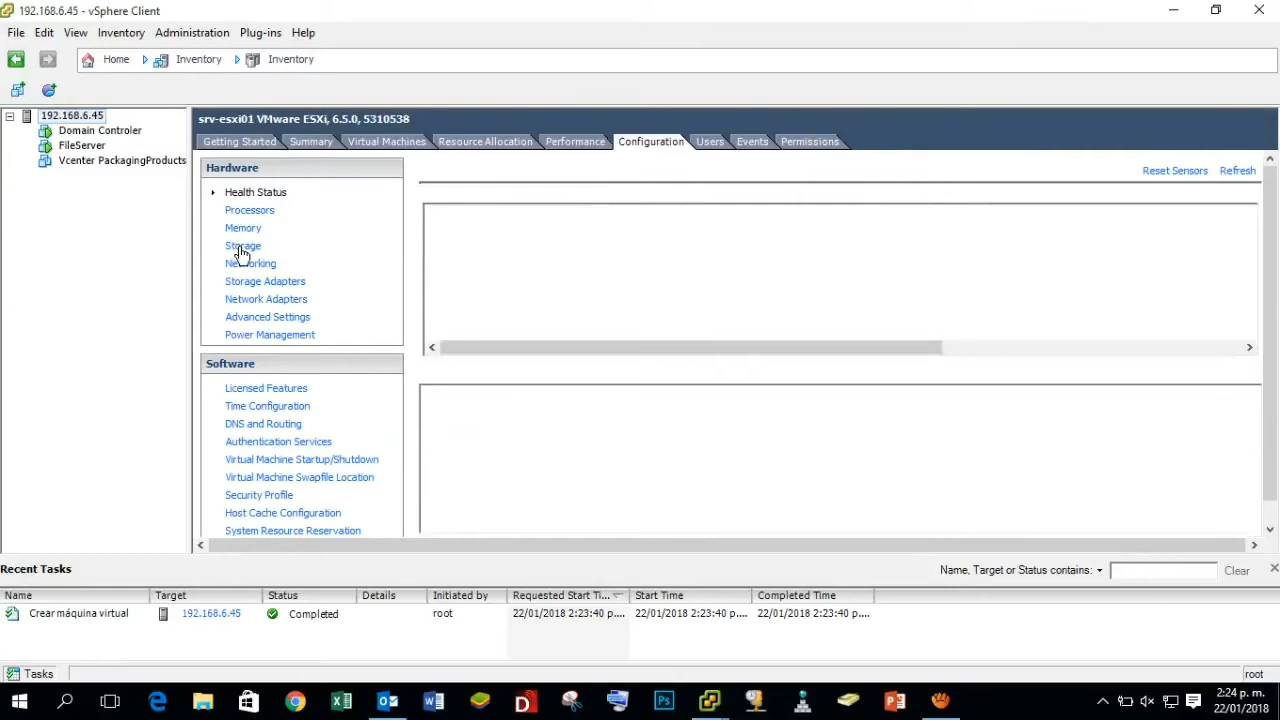 192.168.6.45 - vSphere Client
File Edit View Inventory Administration Plug-ins Help
Home Inventory Inventory
192.168.6.45
Domain Controler
FileServer
Vcenter PackagingProducts
srv-esxi01 VMware ESXi, 6.5.0, 5310538
Getting Started Summary Virtual Machines Resource Allocation Performance Configuration Users Events Permissions
Hardware
Health Status
Processors
Memory
Storage
Networking
Storage Adapters
Network Adapters
Advanced Settings
Power Management
Software
Licensed Features
Time Configuration
DNS and Routing
Authentication Services
Virtual Machine Startup/Shutdown
Virtual Machine Swapfile Location
Security Profile
Host Cache Configuration
System Resource Reservation
Reset Sensors Refresh
Recent Tasks
Name, Target or Status contains: Clear
Name Target Status Details Initiated by Requested Start Ti... Start Time Completed Time
Crear máquina virtual 192.168.6.45 Completed root 22/01/2018 2:23:40 p.... 22/01/2018 2:23:40 p.... 22/01/2018 2:23:40 p....
Tasks root
2:24 p. m.
22/01/2018